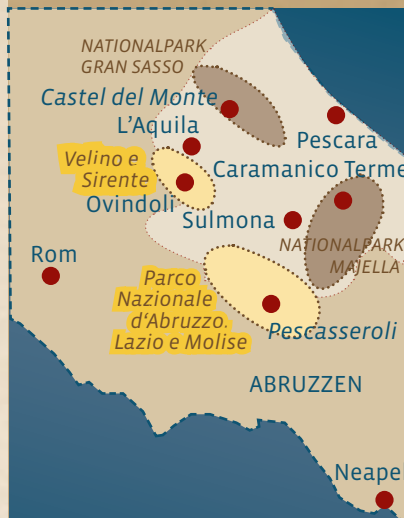 NATIONALPARK
GRAN SASSO
Castel del Monte
L'Aquila
Pescara
Velino e
Sirente
Caramanico Terme
Ovindoli
Sulmona
Rom
NATIONALPARK
MAJELLA
Parco
Nazionale
d'Abruzzo,
Lazio e Molise
Pescasseroli
ABRUZZEN
Neapel